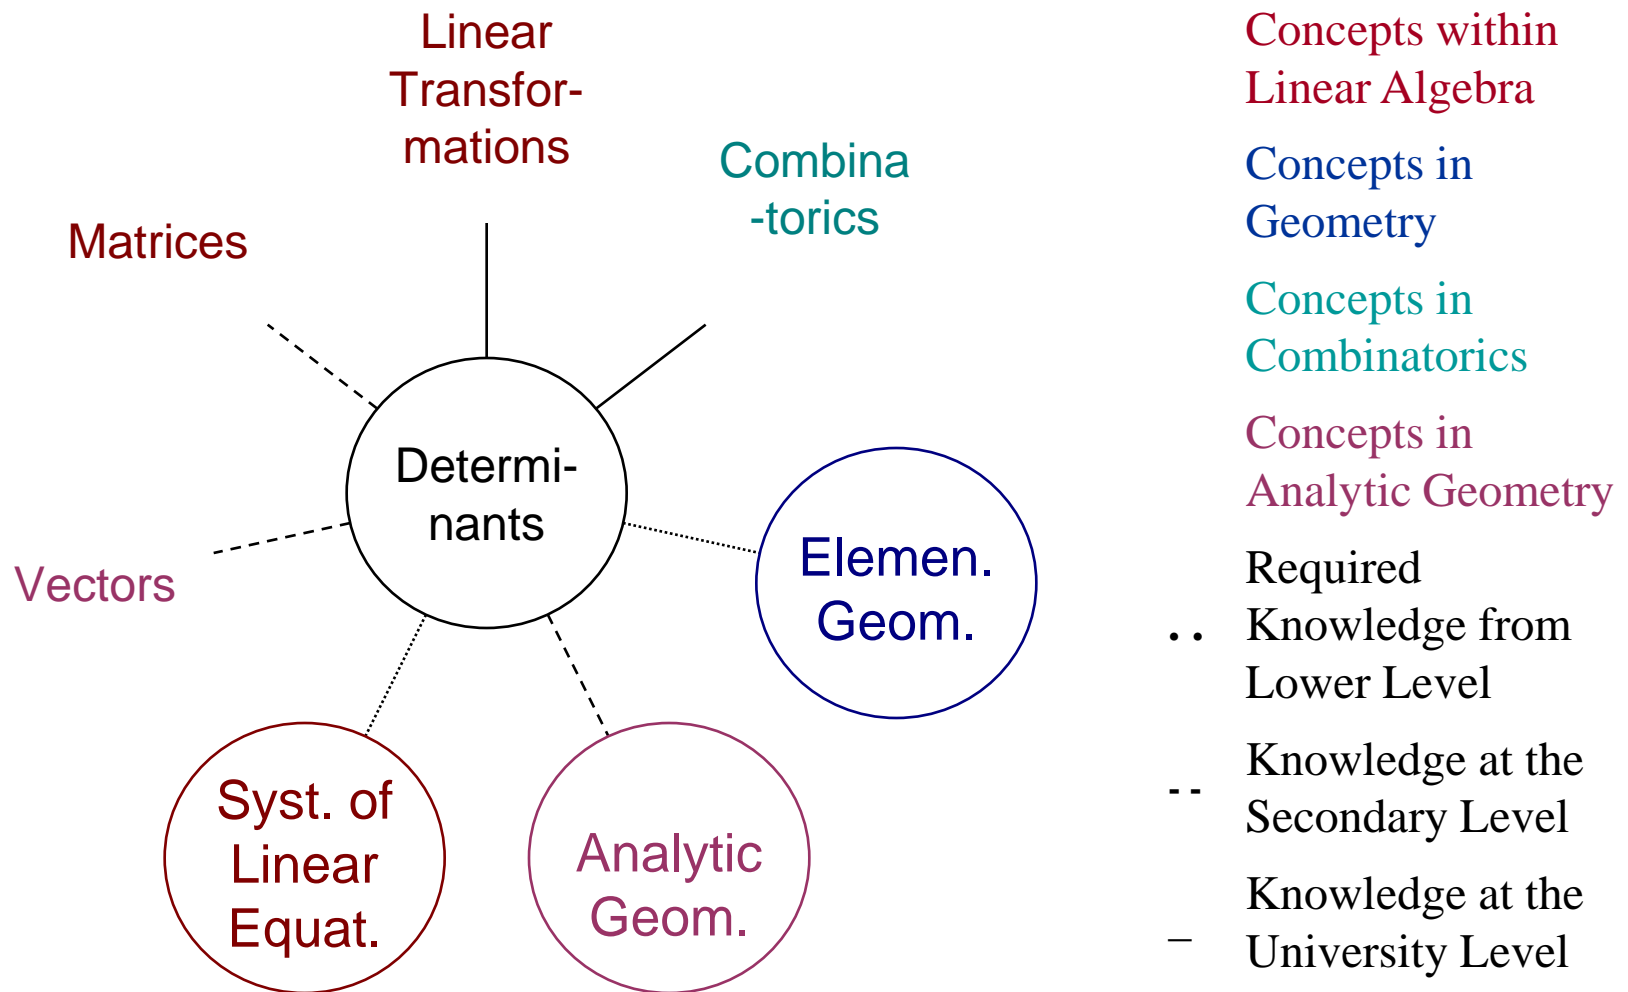 Linear
Transfor-
mations
Combina
-torics
Matrices
Determi-
nants
Vectors
Elemen.
Geom.
Syst. of
Linear
Equat.
Analytic
Geom.
Concepts within
Linear Algebra
Concepts in
Geometry
Concepts in
Combinatorics
Concepts in
Analytic Geometry
Required
.. Knowledge from
Lower Level
-- Knowledge at the
Secondary Level
Knowledge at the
– University Level